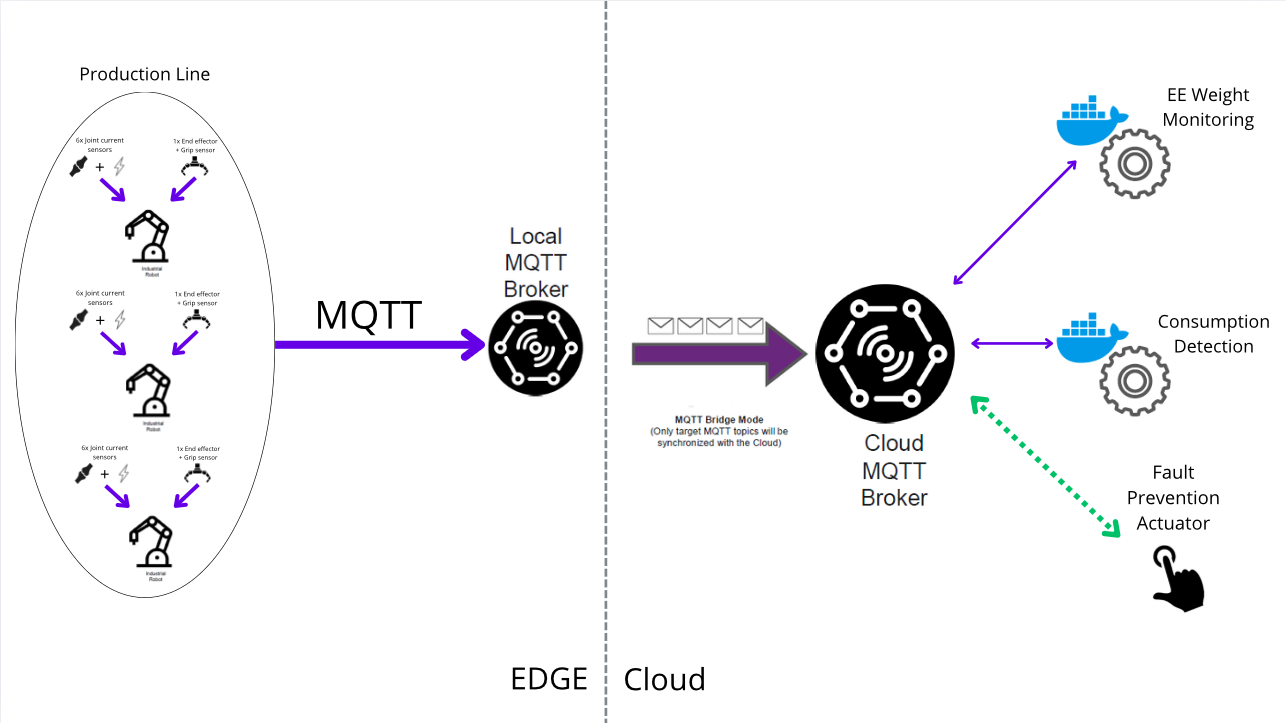 Production Line
6x Joint current
sensors
+
1x End effector
+ Grip sensor
Industrial
Robot
6x Joint current
sensors
+
1x End effector
+ Grip sensor
Industrial
Robot
6x Joint current
sensors
+
1x End effector
+ Grip sensor
Industrial
Robot
MQTT
Local
MQTT
Broker
EDGE
Cloud
MQTT Bridge Mode
(Only target MQTT topics will be
synchronized with the Cloud)
Cloud
MQTT
Broker
EE Weight
Monitoring
Consumption
Detection
Fault
Prevention
Actuator